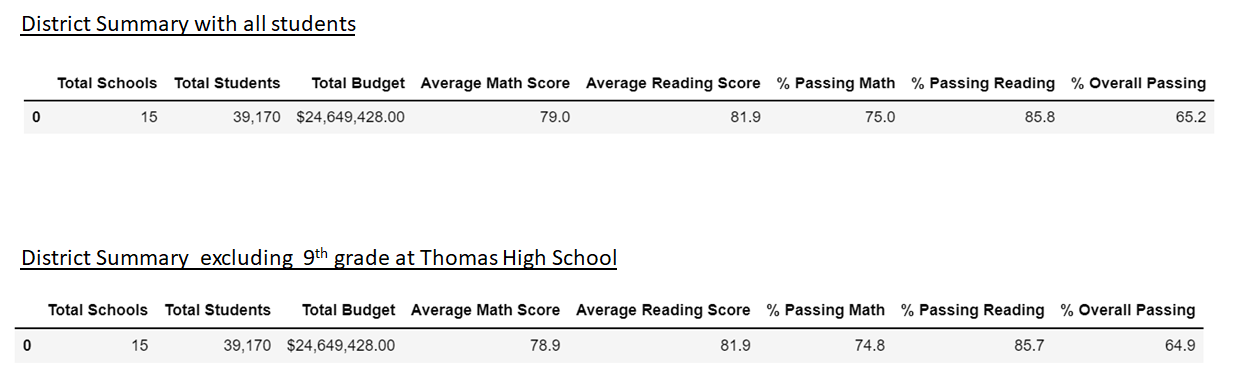 District Summary with all students
Total Schools Total Students Total Budget Average Math Score Average Reading Score % Passing Math % Passing Reading % Overall Passing
0 15 39,170 $24,649,428.00 79.0 81.9 75.0 85.8 65.2
District Summary excluding 9th grade at Thomas High School
Total Schools Total Students Total Budget Average Math Score Average Reading Score % Passing Math % Passing Reading % Overall Passing
0 15 39,170 $24,649,428.00 78.9 81.9 74.8 85.7 64.9